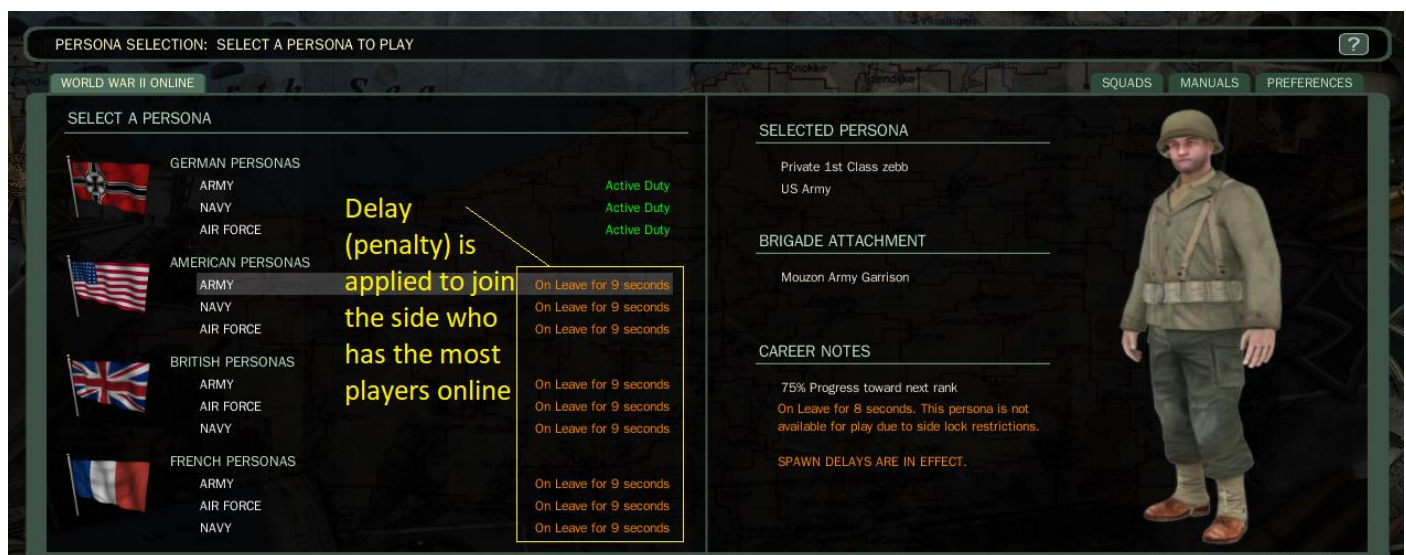 PERSONA SELECTION: SELECT A PERSONA TO PLAY
?
WORLD WAR II ONLINE
SQUADS
MANUALS
PREFERENCES
SELECT A PERSONA
GERMAN PERSONAS
ARMY Active Duty
NAVY Active Duty
AIR FORCE Active Duty
AMERICAN PERSONAS
ARMY On Leave for 9 seconds
NAVY On Leave for 9 seconds
AIR FORCE On Leave for 9 seconds
BRITISH PERSONAS
ARMY On Leave for 9 seconds
AIR FORCE On Leave for 9 seconds
NAVY On Leave for 9 seconds
FRENCH PERSONAS
ARMY On Leave for 9 seconds
AIR FORCE On Leave for 9 seconds
NAVY On Leave for 9 seconds
Delay
(penalty) is
applied to join
the side who
has the most
players online
SELECTED PERSONA
Private 1st Class zebb
US Army
BRIGADE ATTACHMENT
Mouzon Army Garrison
CAREER NOTES
75% Progress toward next rank
On Leave for 8 seconds. This persona is not
available for play due to side lock restrictions.
SPAWN DELAYS ARE IN EFFECT.